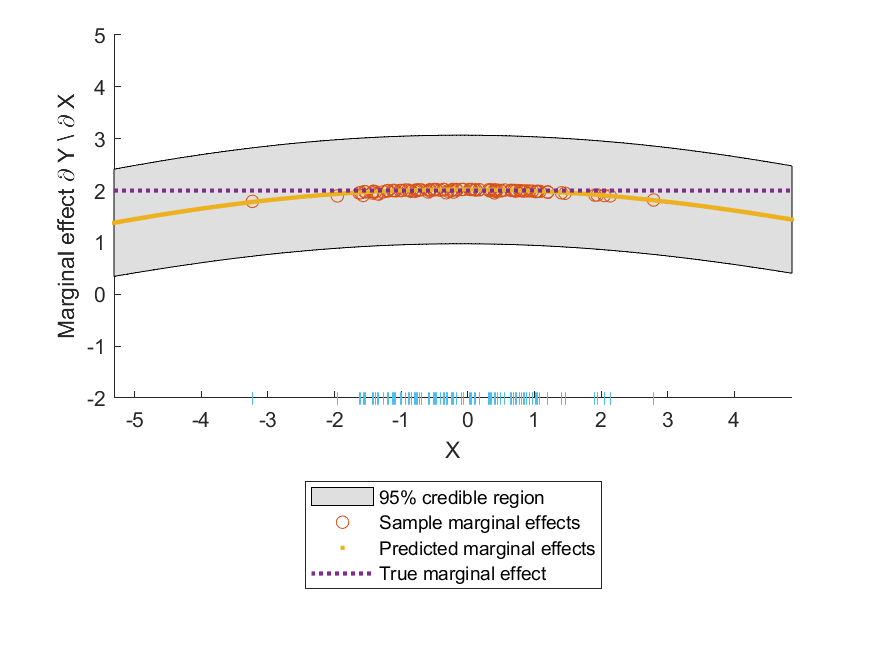 5
4
3
2
1
0
-1
-2
Marginal effect ∂ Y \ ∂ X
-5 -4 -3 -2 -1 0 1 2 3 4
X
95% credible region
Sample marginal effects
Predicted marginal effects
True marginal effect